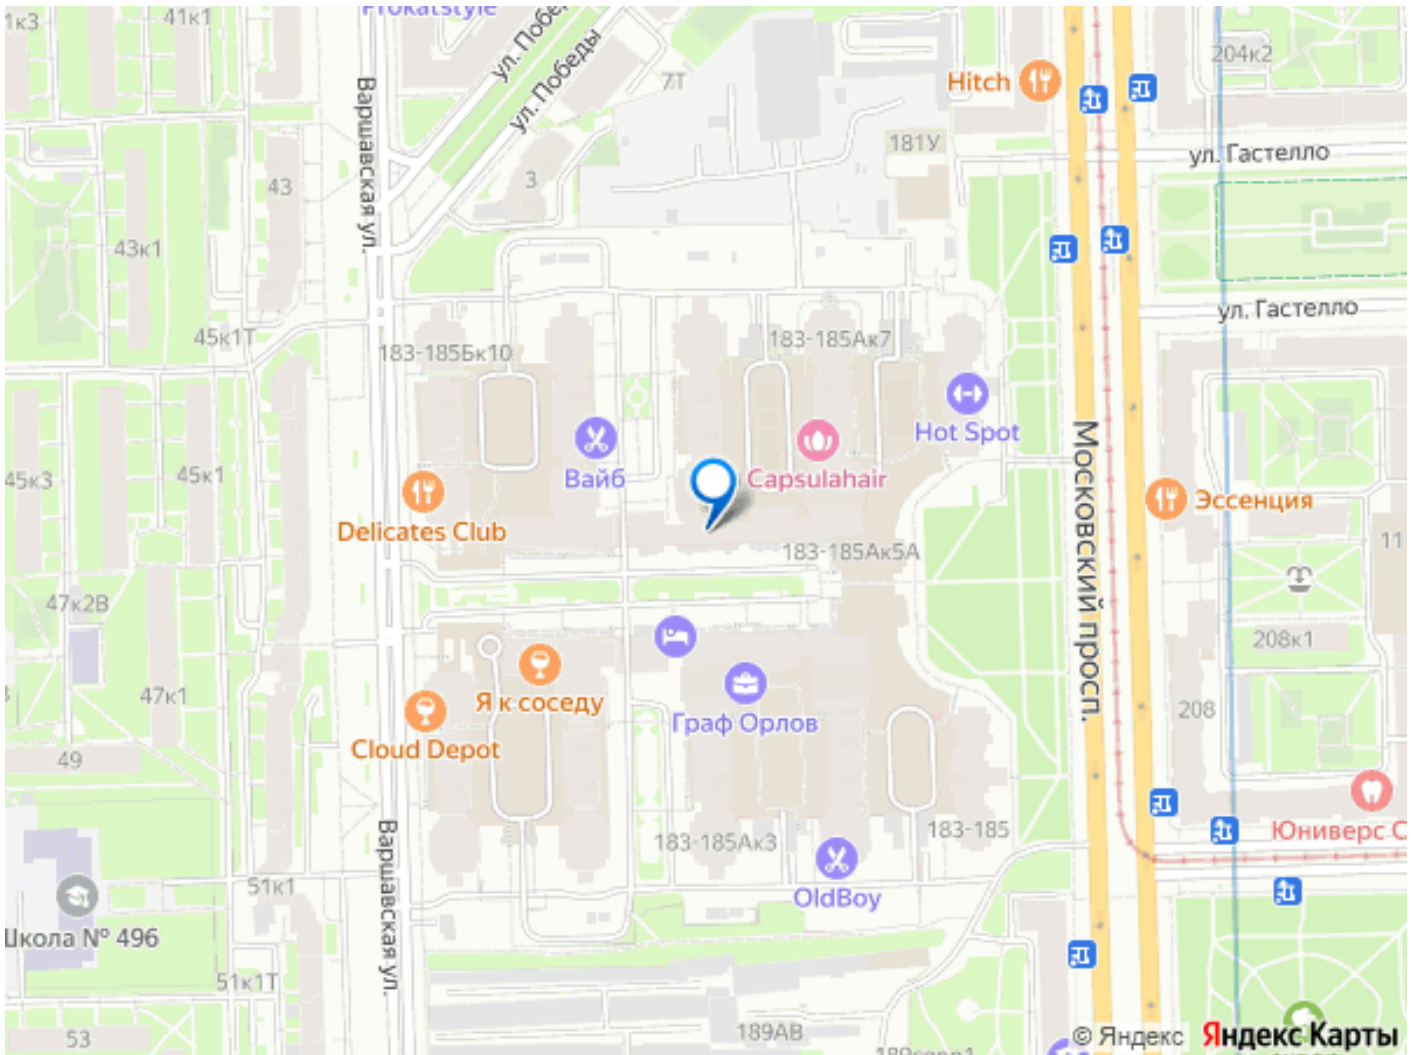 1к3
41к1
Prokatstyle
ул. Победы
ул. Победы
7Т
Hitch
204к2
181У
ул. Гастелло
Варшавская ул.
43
3
43к1
ул. Гастелло
45к1Т
183-185Бк10
183-185Ак7
Hot Spot
Вайб
Capsulahair
45к3
45к1
Delicates Club
Эссенция
183-185Ак5А
11
Московский просп.
47к2В
208к1
47к1
Я к соседу
Граф Орлов
208
Cloud Depot
49
183-185Ак3
183-185
Юниверс С
Варшавская ул.
51к1
OldBoy
Школа № 496
51к1Т
53
189АВ
© Яндекс Яндекс Карты